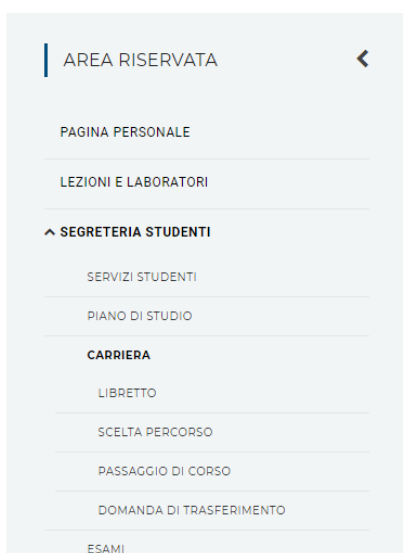 AREA RISERVATA
PAGINA PERSONALE
LEZIONI E LABORATORI
SEGRETERIA STUDENTI
SERVIZI STUDENTI
PIANO DI STUDIO
CARRIERA
LIBRETTO
SCELTA PERCORSO
PASSAGGIO DI CORSO
DOMANDA DI TRASFERIMENTO
ESAMI